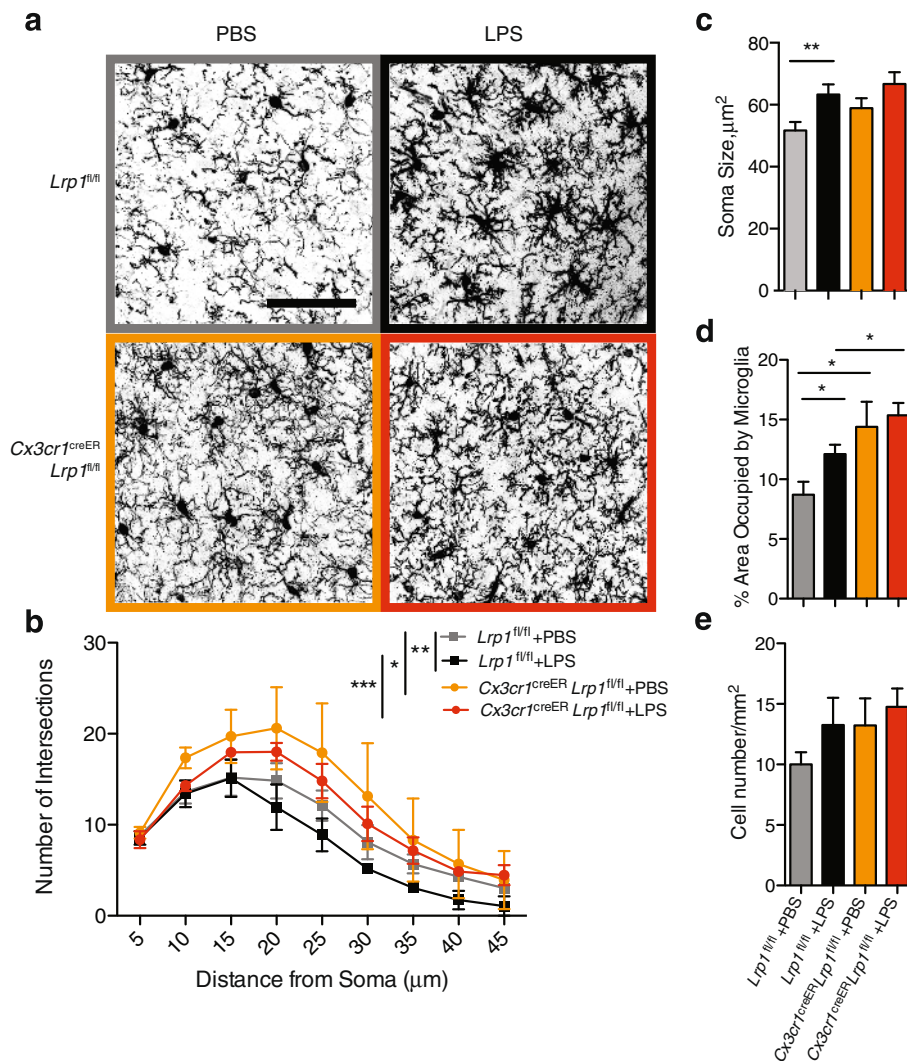 a
PBS
LPS
Lrp1fl/fl
Cx3cr1creER
Lrp1fl/fl
b
Number of Intersections
30
20
10
0
5
10
15
20
25
30
35
40
45
Distance from Soma (μm)
***
*
**
Lrp1fl/fl+PBS
Lrp1fl/fl+LPS
Cx3cr1creER Lrp1fl/fl+PBS
Cx3cr1creER Lrp1fl/fl+LPS
c
Soma Size,μm2
80
60
40
20
0
**
d
% Area Occupied by Microglia
20
15
10
5
0
*
*
*
e
Cell number/mm2
20
15
10
5
0
Lrp1fl/fl+PBS
Lrp1fl/fl+LPS
Cx3cr1creERLrp1fl/fl+PBS
Cx3cr1creERLrp1fl/fl+LPS